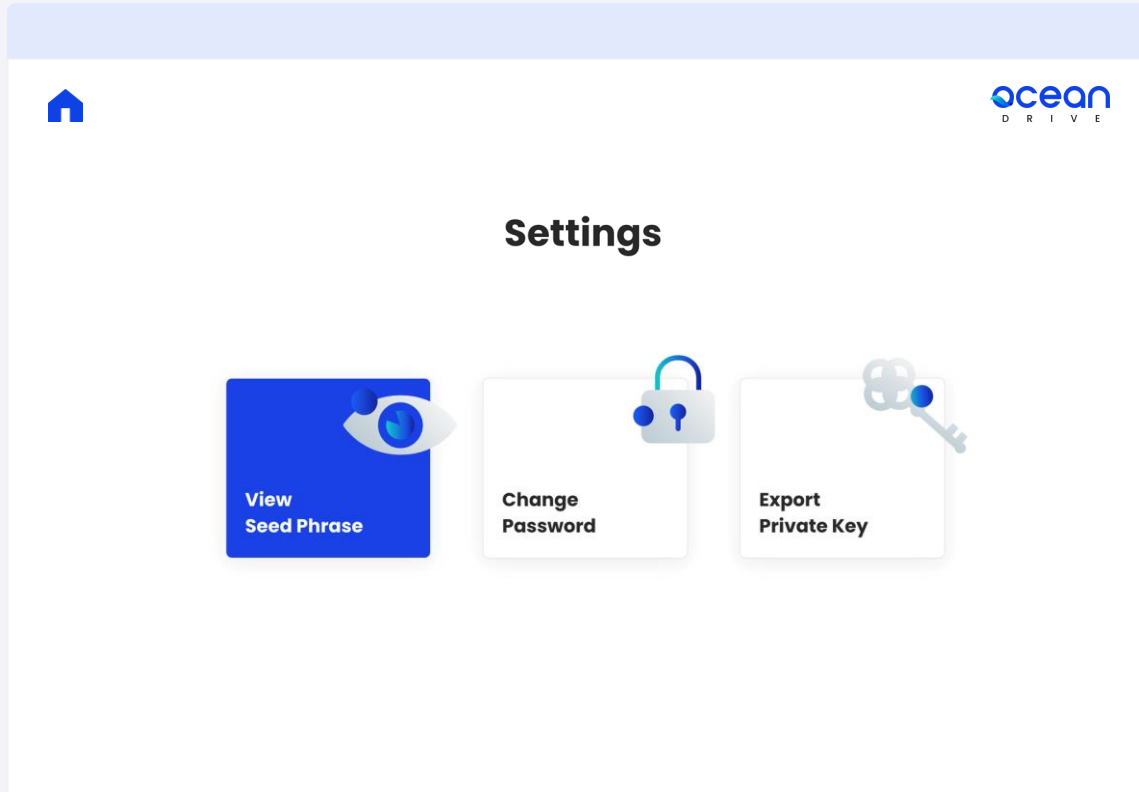 ocean
DRIVE
Settings
View
Seed Phrase
Change
Password
Export
Private Key